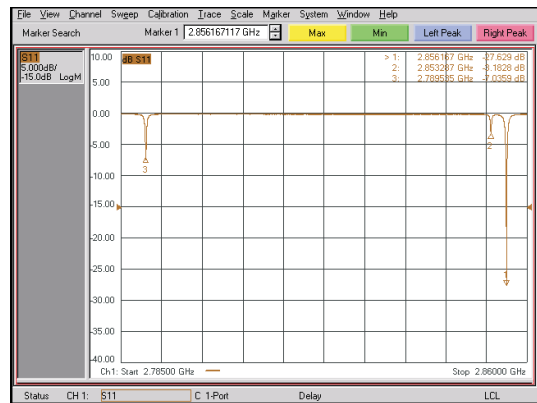 File View Channel Sweep Calibration Trace Scale Marker System Window Help
Marker Search Marker 1 2.856167117 GHz Max Min Left Peak Right Peak
S11
5.000dB/
-15.0dB LogM
10.00 dB S11
5.00
0.00
-5.00
-10.00
-15.00
-20.00
-25.00
-30.00
-35.00
-40.00
> 1: 2.856167 GHz -27.629 dB
2: 2.853287 GHz -3.1828 dB
3: 2.789535 GHz -7.0359 dB
3
2
1
Ch1: Start 2.78500 GHz
Stop 2.86000 GHz
Status CH 1: S11 C 1-Port Delay LCL